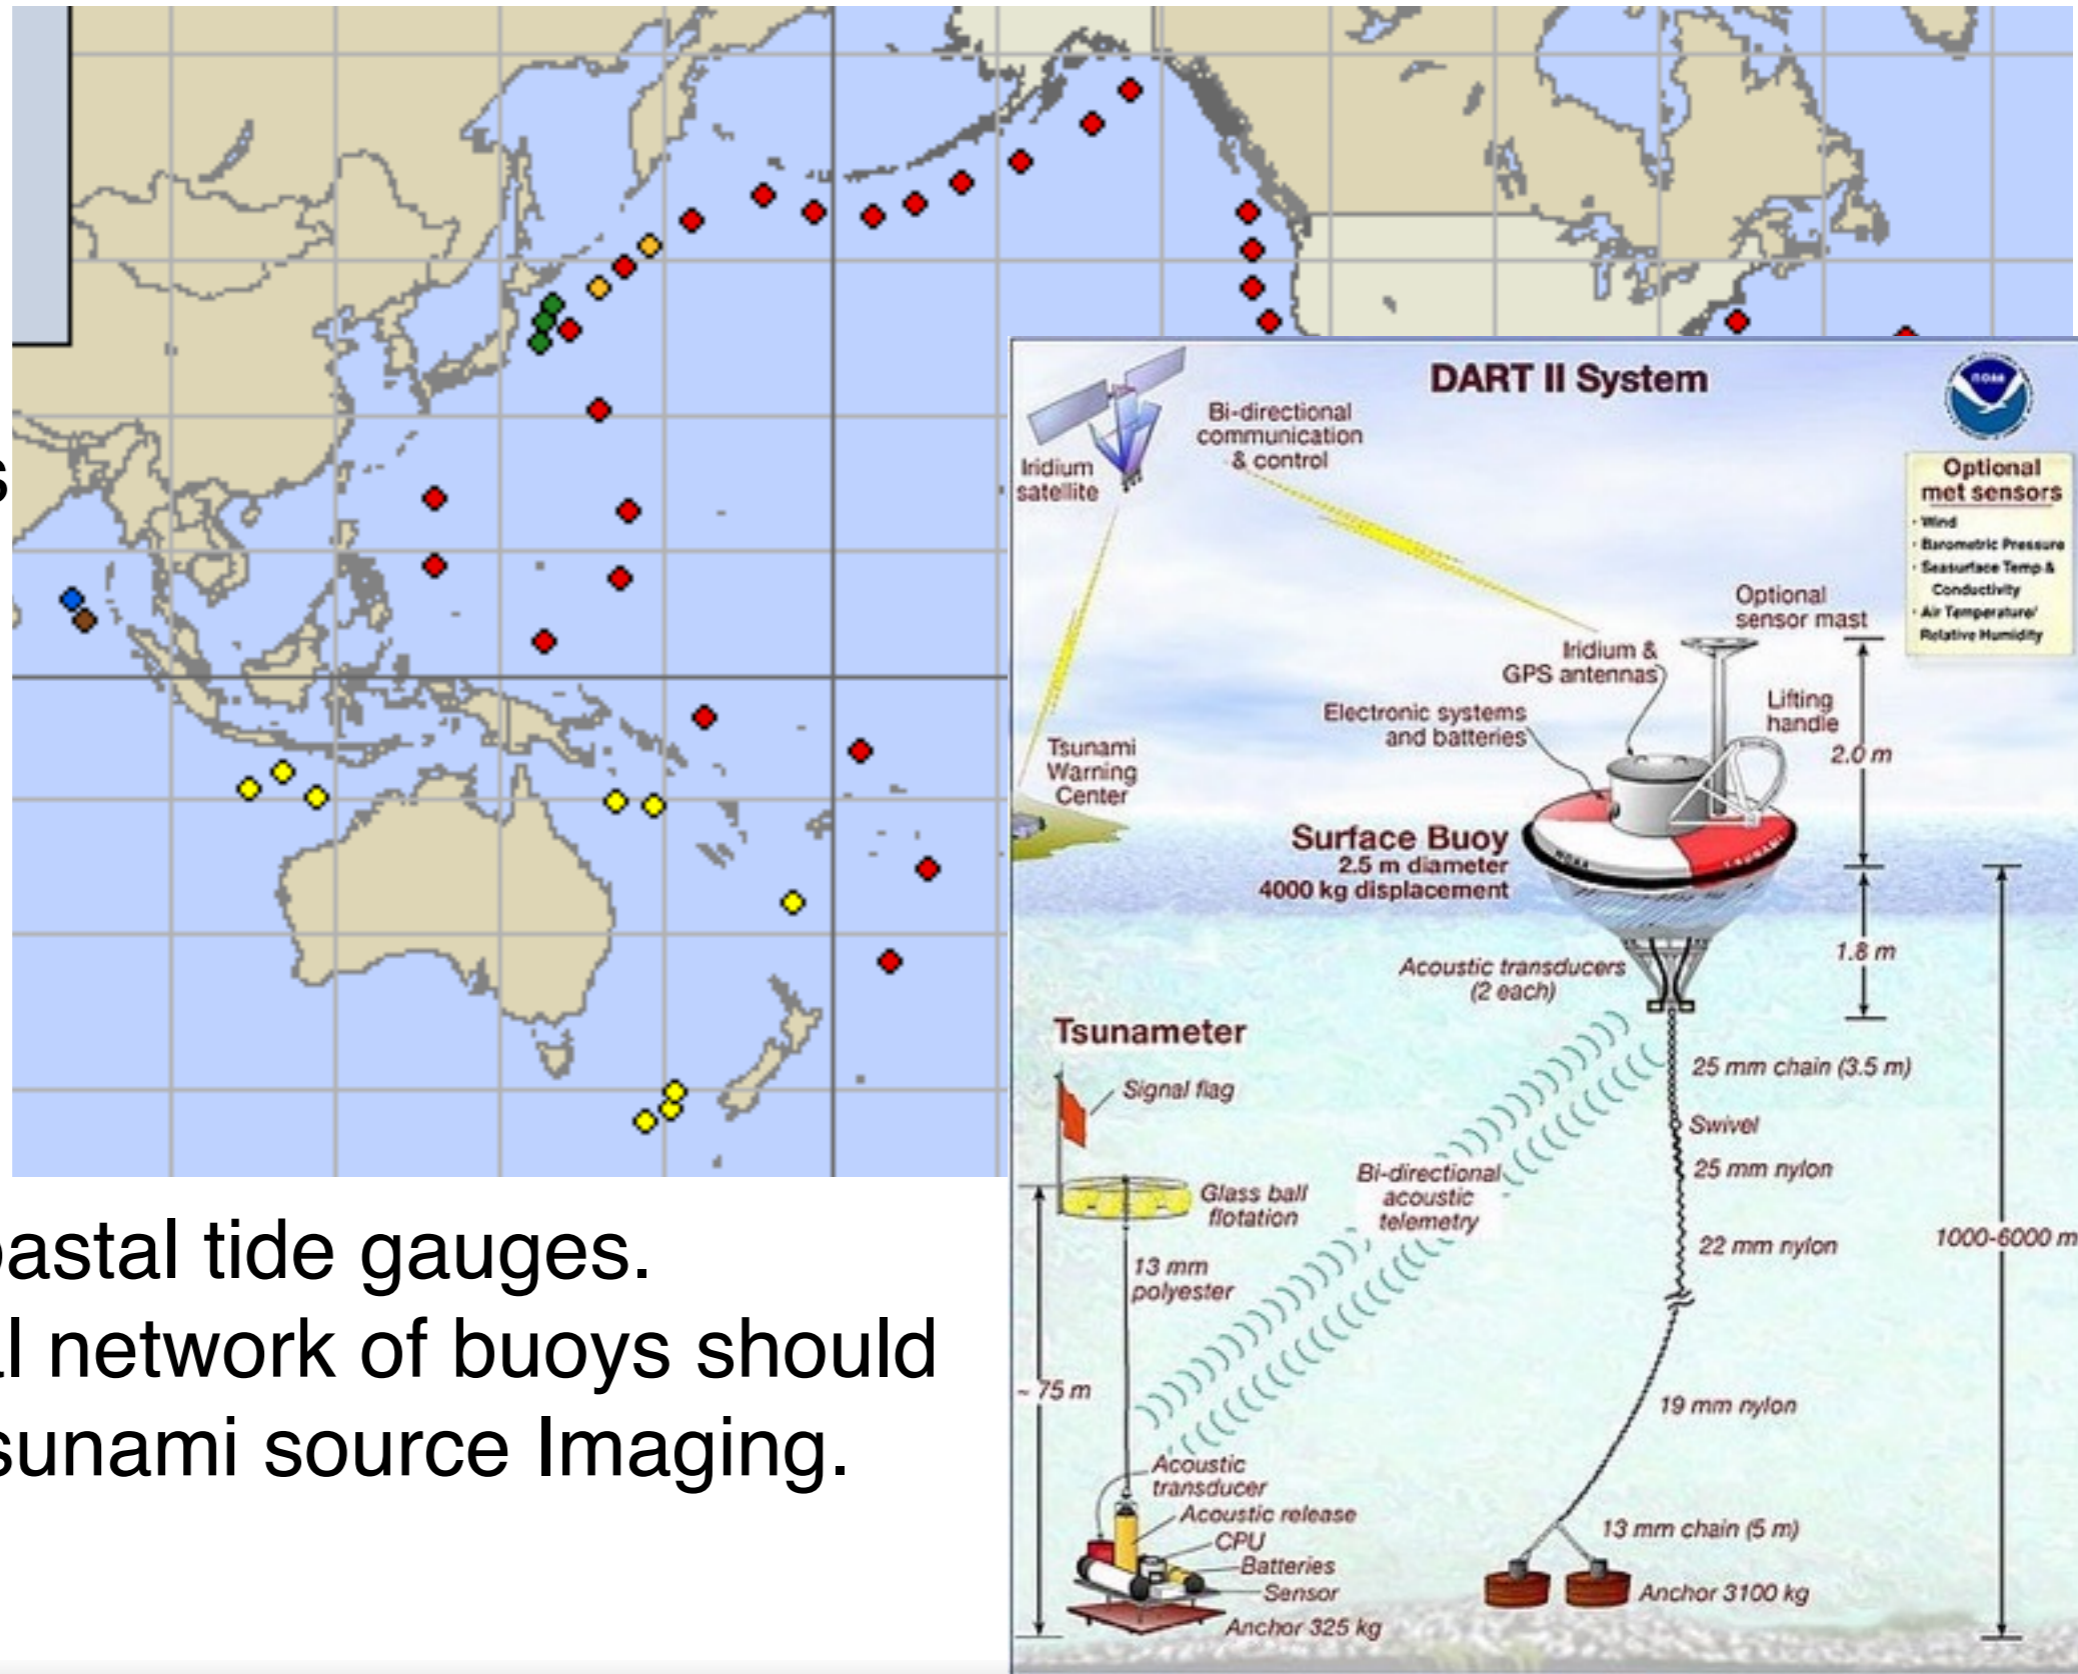 s
DART II System
noaa
Bi-directional
communication
& control
Iridium
satellite
Optional
met sensors
· Wind
· Barometric Pressure
· Seasurface Temp &
Conductivity
· Air Temperature/
Relative Humidity
Optional
sensor mast
Iridium &
GPS antennas
Lifting
handle
Electronic systems
and batteries
2.0 m
Tsunami
Warning
Center
Surface Buoy
2.5 m diameter
4000 kg displacement
NOAA
TSUNAMI
1.8 m
Acoustic transducers
(2 each)
Tsunameter
Signal flag
25 mm chain (3.5 m)
Swivel
25 mm nylon
Bi-directional
acoustic
telemetry
Glass ball
flotation
22 mm nylon
1000-6000 m
13 mm
polyester
~ 75 m
19 mm nylon
Acoustic
transducer
Acoustic release
CPU
Batteries
Sensor
Anchor 325 kg
13 mm chain (5 m)
Anchor 3100 kg
astal tide gauges.
l network of buoys should
sunami source Imaging.